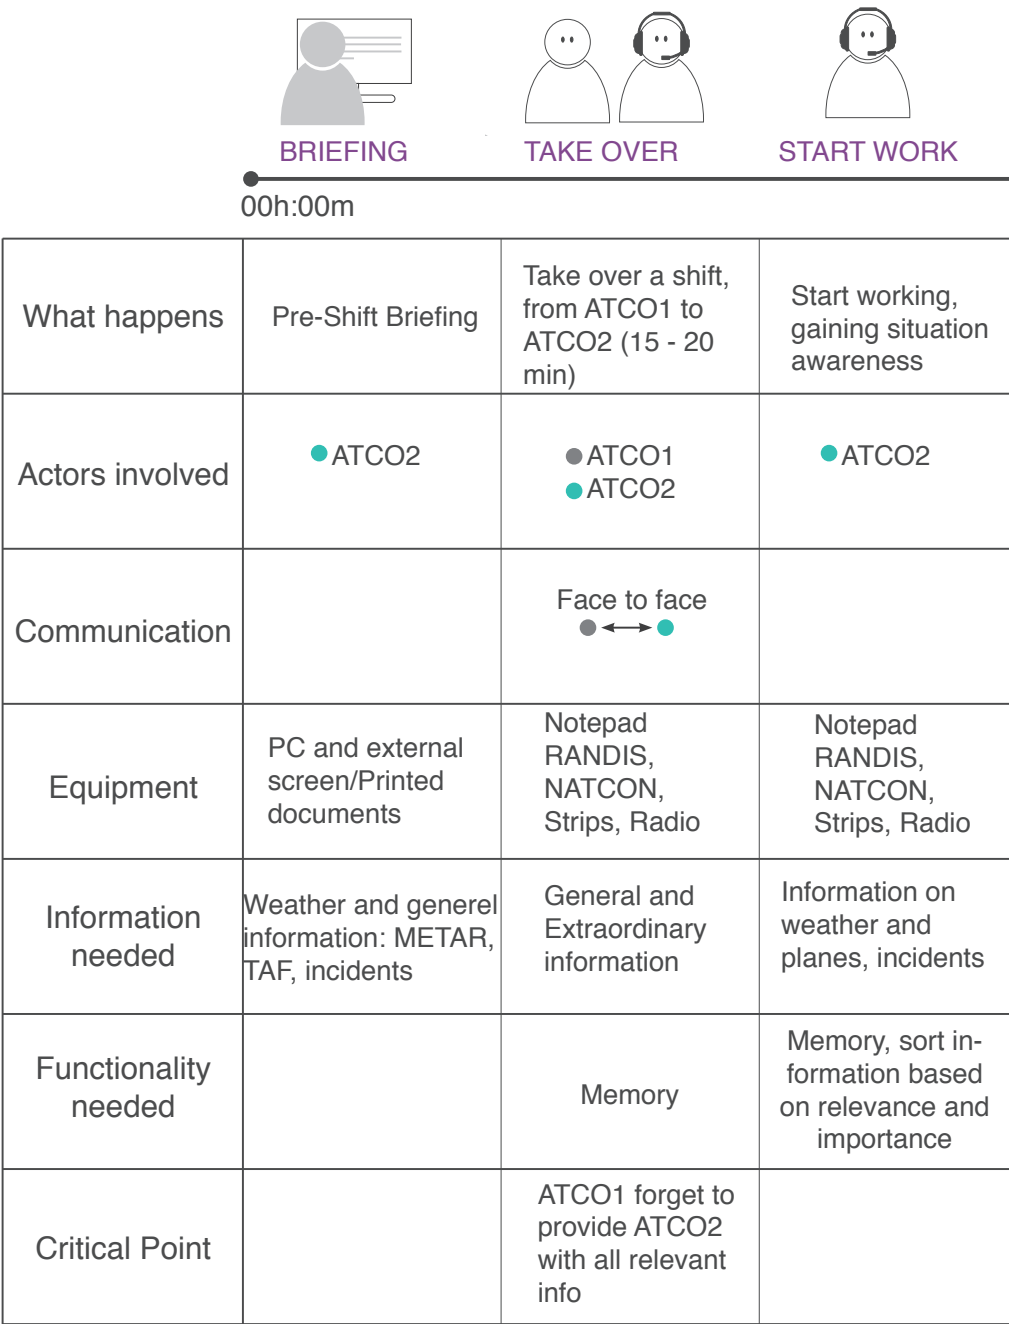 BRIEFING
TAKE OVER
START WORK
00h:00m
What happens
Pre-Shift Briefing
Take over a shift,
from ATCO1 to
ATCO2 (15 - 20
min)
Start working,
gaining situation
awareness
Actors involved
ATCO2
ATCO1
ATCO2
ATCO2
Communication
Face to face
Equipment
PC and external
screen/Printed
documents
Notepad
RANDIS,
NATCON,
Strips, Radio
Notepad
RANDIS,
NATCON,
Strips, Radio
Information
needed
Weather and generel
information: METAR,
TAF, incidents
General and
Extraordinary
information
Information on
weather and
planes, incidents
Functionality
needed
Memory
Memory, sort in-
formation based
on relevance and
importance
Critical Point
ATCO1 forget to
provide ATCO2
with all relevant
info